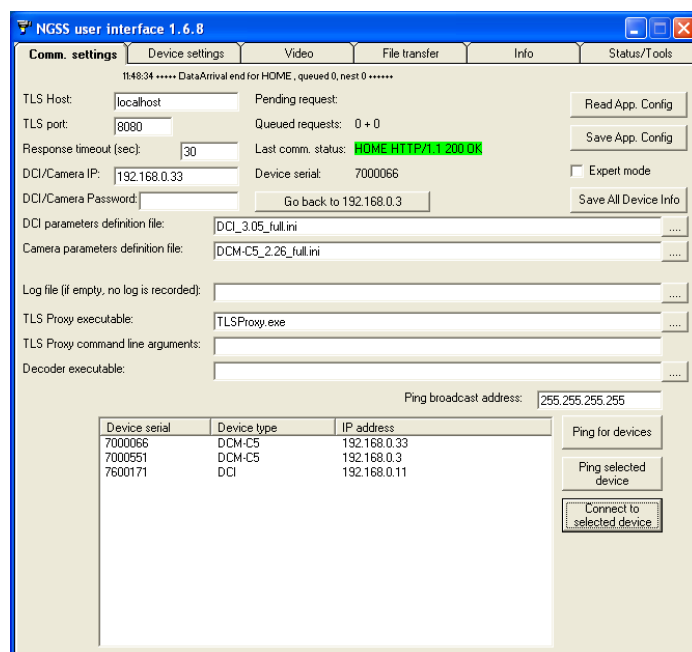 NGSS user interface 1.6.8
Comm. settings Device settings Video File transfer Info Status/Tools
11:48:34 ••••• DataArrival end for HOME , queued 0, nest 0 ••••••
TLS Host: localhost Pending request: Read App. Config
TLS port: 8080 Queued requests: 0 + 0 Save App. Config
Response timeout (sec): 30 Last comm. status: HOME HTTP/1.1 200 OK
DCI/Camera IP: 192.168.0.33 Device serial: 7000066 Expert mode
DCI/Camera Password: Go back to 192.168.0.3 Save All Device Info
DCI parameters definition file: DCI_3.05_full.ini ....
Camera parameters definition file: DCM-C5_2.26_full.ini ....
Log file (if empty, no log is recorded): ....
TLS Proxy executable: TLSProxy.exe ....
TLS Proxy command line arguments:
Decoder executable: ....
Ping broadcast address: 255.255.255.255
Device serial Device type IP address
7000066 DCM-C5 192.168.0.33
7000551 DCM-C5 192.168.0.3
7600171 DCI 192.168.0.11
Ping for devices
Ping selected
device
Connect to
selected device